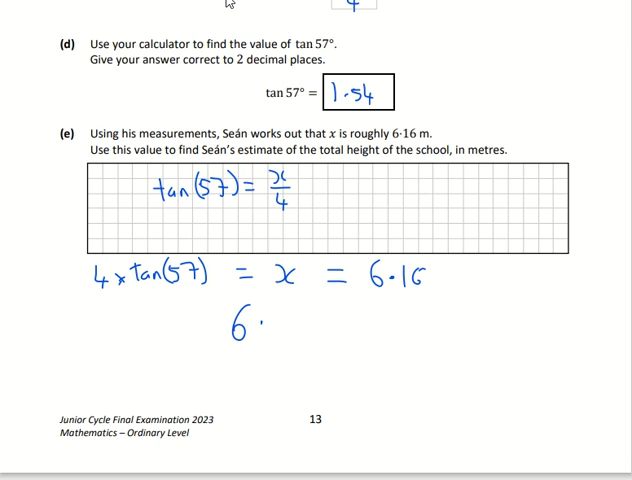 4
(d) Use your calculator to find the value of tan 57°.
Give your answer correct to 2 decimal places.
tan 57° = 1.54
(e) Using his measurements, Seán works out that x is roughly 6·16 m.
Use this value to find Seán's estimate of the total height of the school, in metres.
tan(57) = x/4
4 × tan(57) = x = 6.16
6.
Junior Cycle Final Examination 2023
13
Mathematics – Ordinary Level